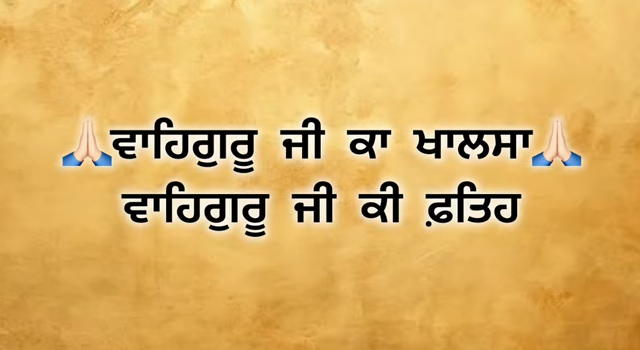 🙏🏻ਵਾਹਿਗੁਰੂ ਜੀ ਕਾ ਖਾਲਸਾ🙏🏻
ਵਾਹਿਗੁਰੂ ਜੀ ਕੀ ਫ਼ਤਿਹ